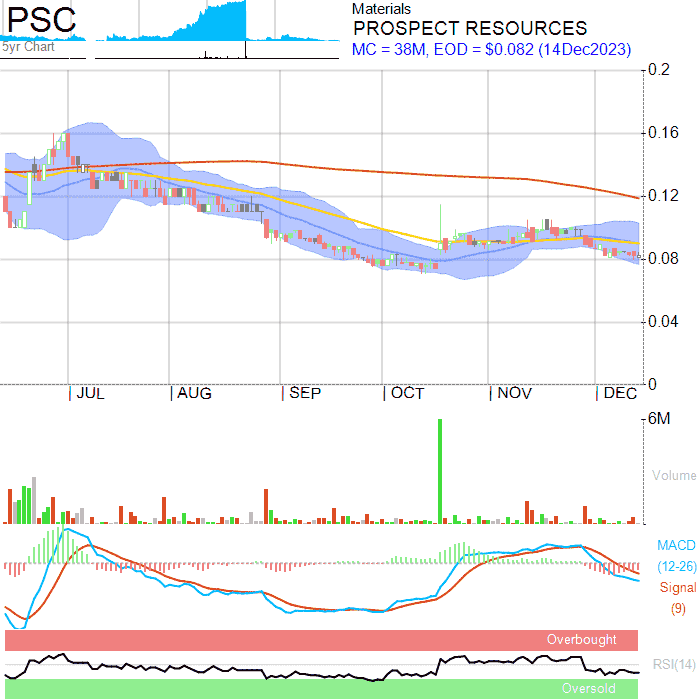 PSC
5yr Chart
Materials
PROSPECT RESOURCES
MC = 38M, EOD = $0.082 (14Dec2023)
0.2
0.16
0.12
0.08
0.04
0
JUL AUG SEP OCT NOV DEC
6M
Volume
MACD
(12-26)
Signal
(9)
Overbought
RSI(14)
Oversold